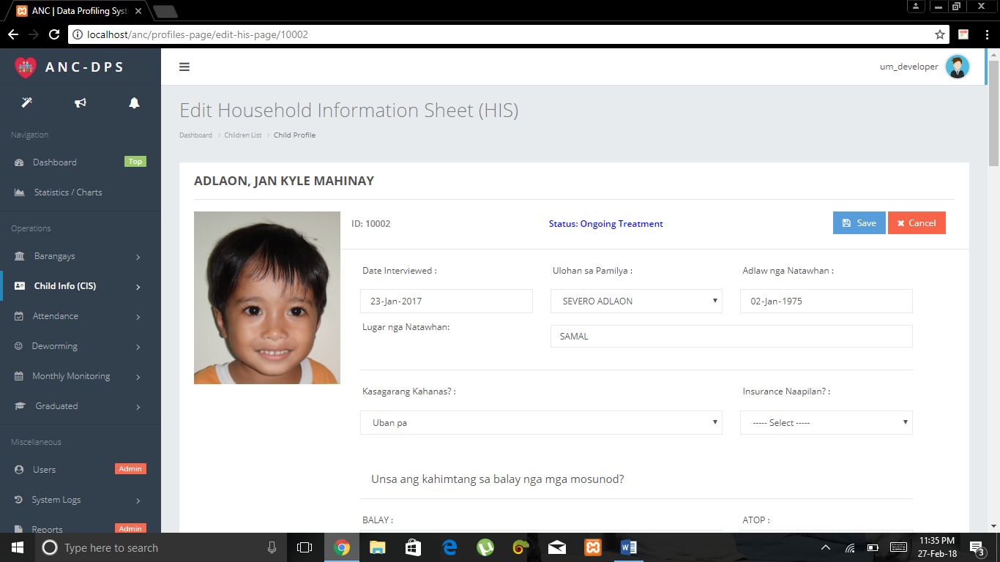 ANC | Data Profiling Syst
localhost/anc/profiles-page/edit-his-page/10002
ANC-DPS
um_developer
Navigation
Dashboard Top
Statistics / Charts
Operations
Barangays
Child Info (CIS)
Attendance
Deworming
Monthly Monitoring
Graduated
Miscellaneous
Users Admin
System Logs
Reports Admin
Edit Household Information Sheet (HIS)
Dashboard > Children List > Child Profile
ADLAON, JAN KYLE MAHINAY
ID: 10002 Status: Ongoing Treatment Save Cancel
Date Interviewed : Ulohan sa Pamilya : Adlaw nga Natawhan :
23-Jan-2017 SEVERO ADLAON 02-Jan-1975
Lugar nga Natawhan: SAMAL
Kasagarang Kahanas? : Insurance Naapilan? :
Uban pa ----- Select -----
Unsa ang kahimtang sa balay nga mga mosunod?
BALAY : ATOP :
Type here to search
11:35 PM
27-Feb-18
3